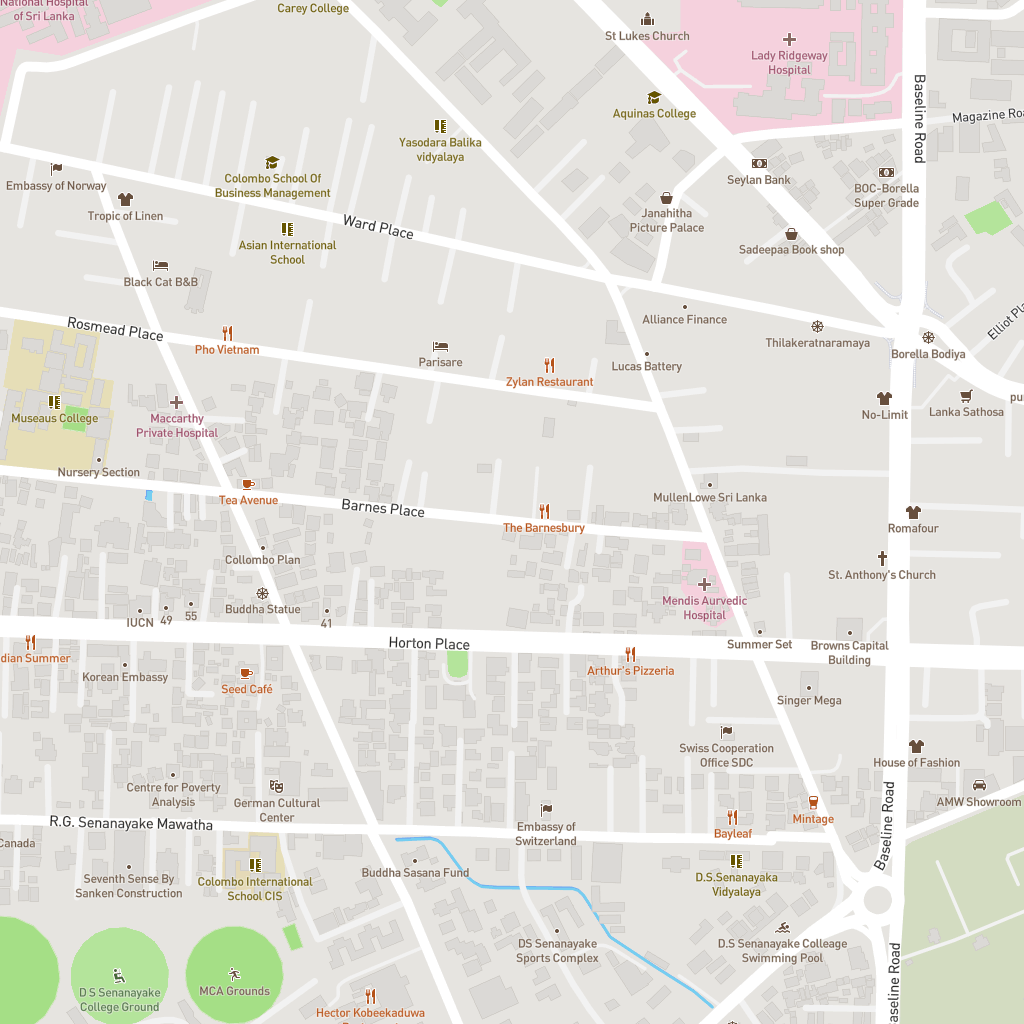 National Hospital
of Sri Lanka
Carey College
St Lukes Church
Lady Ridgeway
Hospital
Baseline Road
Aquinas College
Magazine Roa
Yasodara Balika
vidyalaya
Embassy of Norway
Colombo School Of
Business Management
Seylan Bank
BOC-Borella
Super Grade
Tropic of Linen
Ward Place
Janahitha
Picture Palace
Asian International
School
Sadeepaa Book shop
Black Cat B&B
Rosmead Place
Pho Vietnam
Parisare
Alliance Finance
Thilakeratnaramaya
Elliot Pla
Borella Bodiya
Zylan Restaurant
Lucas Battery
Museaus College
Maccarthy
Private Hospital
No-Limit
Lanka Sathosa
pu
Nursery Section
Tea Avenue
Barnes Place
MullenLowe Sri Lanka
The Barnesbury
Romafour
Collombo Plan
St. Anthony's Church
Buddha Statue
Mendis Aurvedic
Hospital
IUCN
49
55
41
Horton Place
dian Summer
Korean Embassy
Seed Café
Arthur's Pizzeria
Summer Set
Browns Capital
Building
Singer Mega
Swiss Cooperation
Office SDC
House of Fashion
Centre for Poverty
Analysis
German Cultural
Center
AMW Showroom
R.G. Senanayake Mawatha
Embassy of
Switzerland
Bayleaf
Mintage
Baseline Road
Canada
Seventh Sense By
Sanken Construction
Colombo International
School CIS
Buddha Sasana Fund
D.S.Senanayaka
Vidyalaya
DS Senanayake
Sports Complex
D.S Senanayake Colleage
Swimming Pool
D S Senanayake
College Ground
MCA Grounds
Hector Kobeekaduwa
Baseline Road